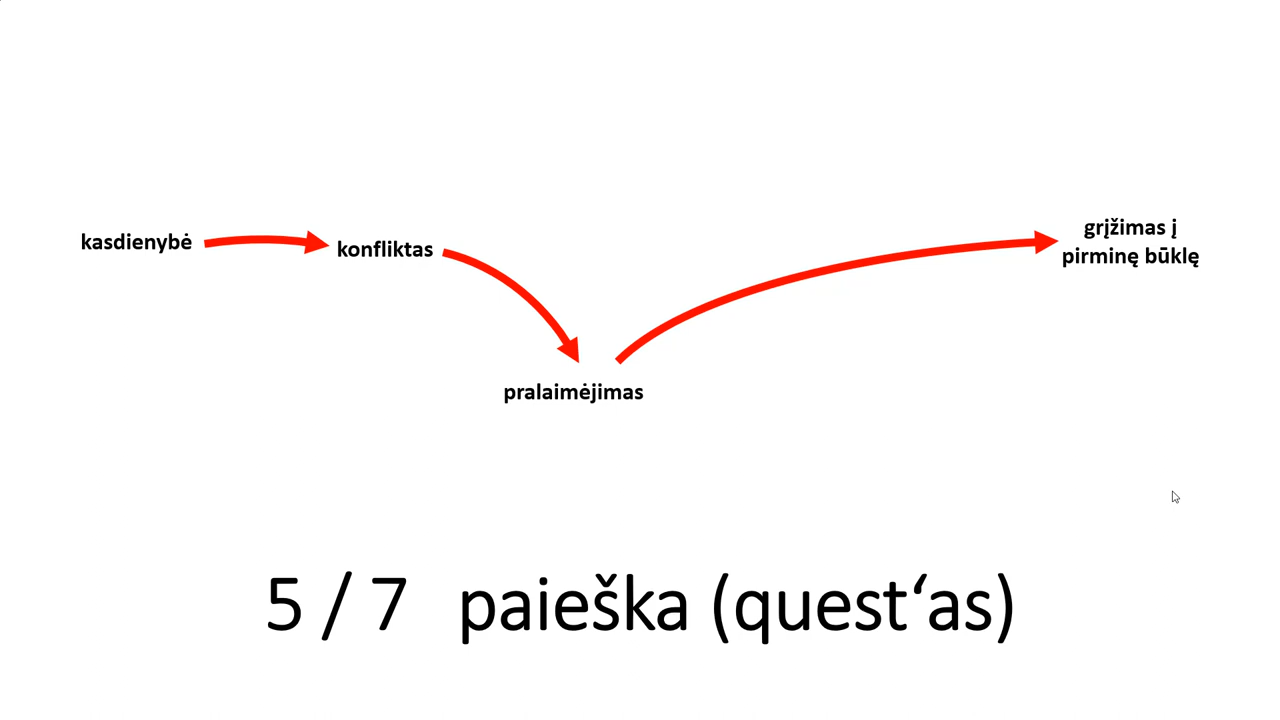 kasdienybė
konfliktas
pralaimėjimas
grįžimas į
pirminę būklę
5 / 7 paieška (quest‘as)